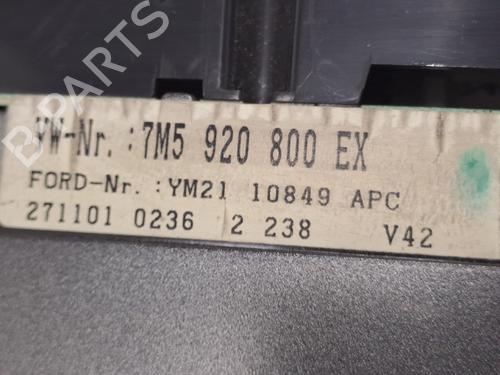 B-PARTS
VW-Nr.:7M5 920 800 EX
FORD-Nr.:YM21 10849 APC
271101 0236 2 238 V42